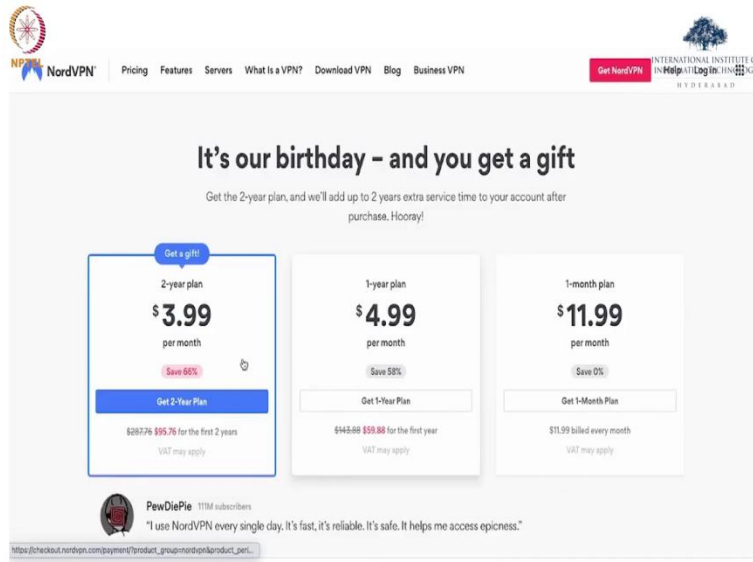 NPTEL
INTERNATIONAL INSTITUTE O
HYDERABAD
NordVPN®
Pricing Features Servers What Is a VPN? Download VPN Blog Business VPN
Get NordVPN
Help Log In
It's our birthday – and you get a gift
Get the 2-year plan, and we'll add up to 2 years extra service time to your account after
purchase. Hooray!
Get a gift!
2-year plan
$3.99
per month
Save 66%
Get 2-Year Plan
$287.76 $95.76 for the first 2 years
VAT may apply
1-year plan
$4.99
per month
Save 58%
Get 1-Year Plan
$143.88 $59.88 for the first year
VAT may apply
1-month plan
$11.99
per month
Save 0%
Get 1-Month Plan
$11.99 billed every month
VAT may apply
PewDiePie 111M subscribers
"I use NordVPN every single day. It's fast, it's reliable. It's safe. It helps me access epicness."
https://checkout.nordvpn.com/payment/?product_group=nordvpn&product_peri...